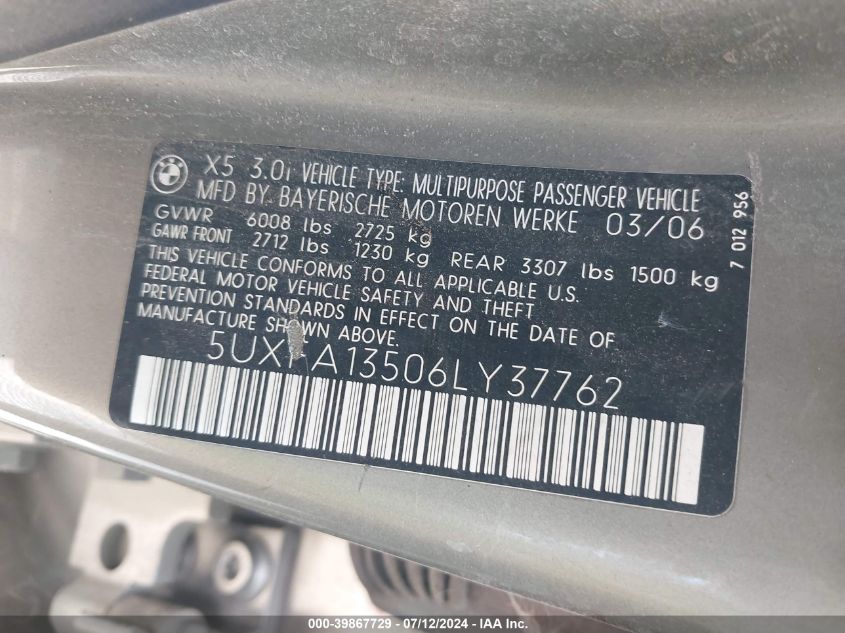 BMW
X5 3.0i VEHICLE TYPE: MULTIPURPOSE PASSENGER VEHICLE
MFD BY: BAYERISCHE MOTOREN WERKE 03/06
GVWR 6008 lbs 2725 kg
GAWR FRONT 2712 lbs 1230 kg REAR 3307 lbs 1500 kg
THIS VEHICLE CONFORMS TO ALL APPLICABLE U.S.
FEDERAL MOTOR VEHICLE SAFETY AND THEFT
PREVENTION STANDARDS IN EFFECT ON THE DATE OF
MANUFACTURE SHOWN ABOVE.
7 012 956
000-39867729 - 07/12/2024 - IAAI.com